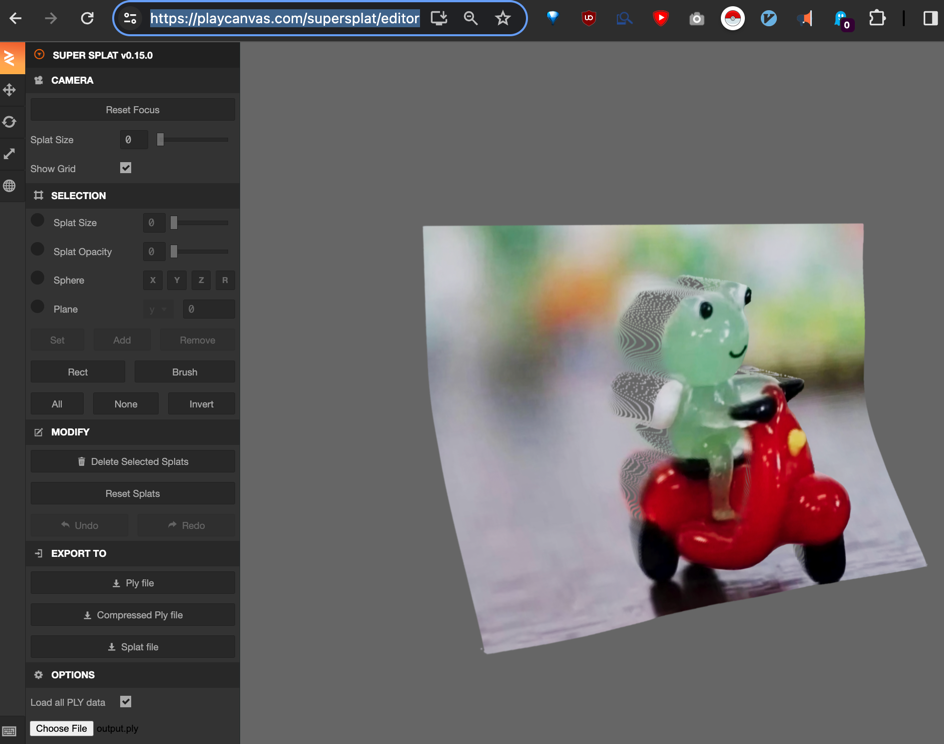 https://playcanvas.com/supersplat/editor
0
SUPER SPLAT v0.15.0
CAMERA
Reset Focus
Splat Size 0
Show Grid
SELECTION
Splat Size 0
Splat Opacity 0
Sphere X Y Z R
Plane y 0
Set Add Remove
Rect Brush
All None Invert
MODIFY
Delete Selected Splats
Reset Splats
Undo Redo
EXPORT TO
Ply file
Compressed Ply file
Splat file
OPTIONS
Load all PLY data
Choose File output.ply